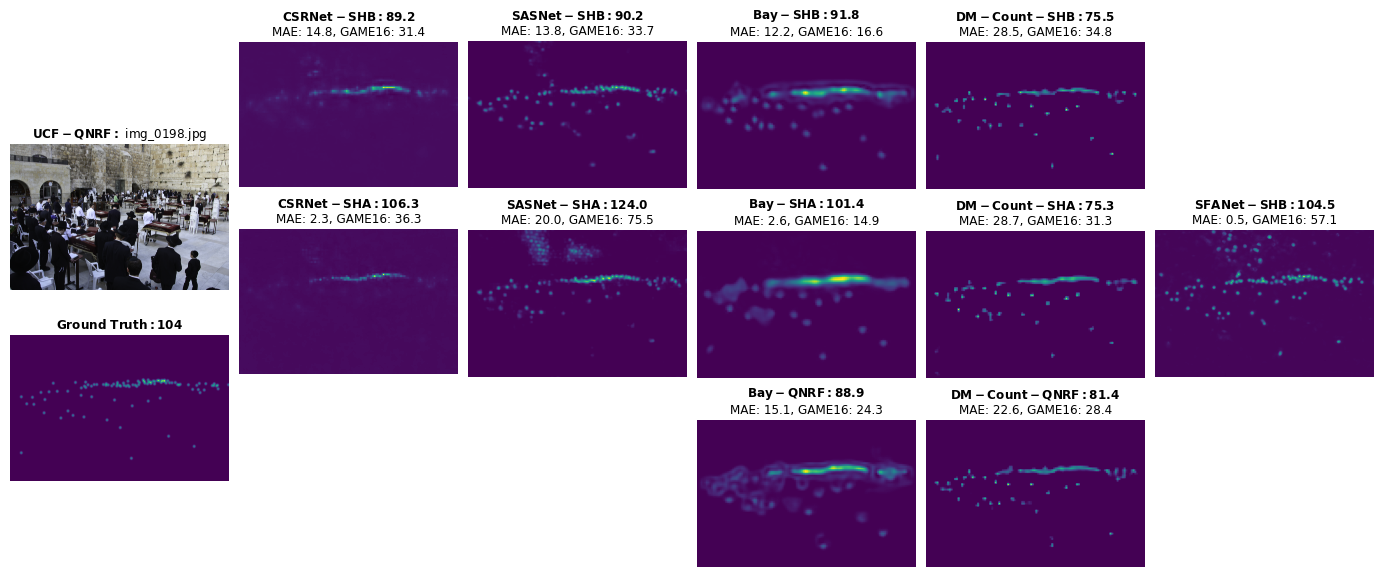 CSRNet − SHB : 89.2
MAE: 14.8, GAME16: 31.4
SASNet − SHB : 90.2
MAE: 13.8, GAME16: 33.7
Bay − SHB : 91.8
MAE: 12.2, GAME16: 16.6
DM − Count − SHB : 75.5
MAE: 28.5, GAME16: 34.8
UCF − QNRF : img_0198.jpg
CSRNet − SHA : 106.3
MAE: 2.3, GAME16: 36.3
SASNet − SHA : 124.0
MAE: 20.0, GAME16: 75.5
Bay − SHA : 101.4
MAE: 2.6, GAME16: 14.9
DM − Count − SHA : 75.3
MAE: 28.7, GAME16: 31.3
SFANet − SHB : 104.5
MAE: 0.5, GAME16: 57.1
Ground Truth : 104
Bay − QNRF : 88.9
MAE: 15.1, GAME16: 24.3
DM − Count − QNRF : 81.4
MAE: 22.6, GAME16: 28.4